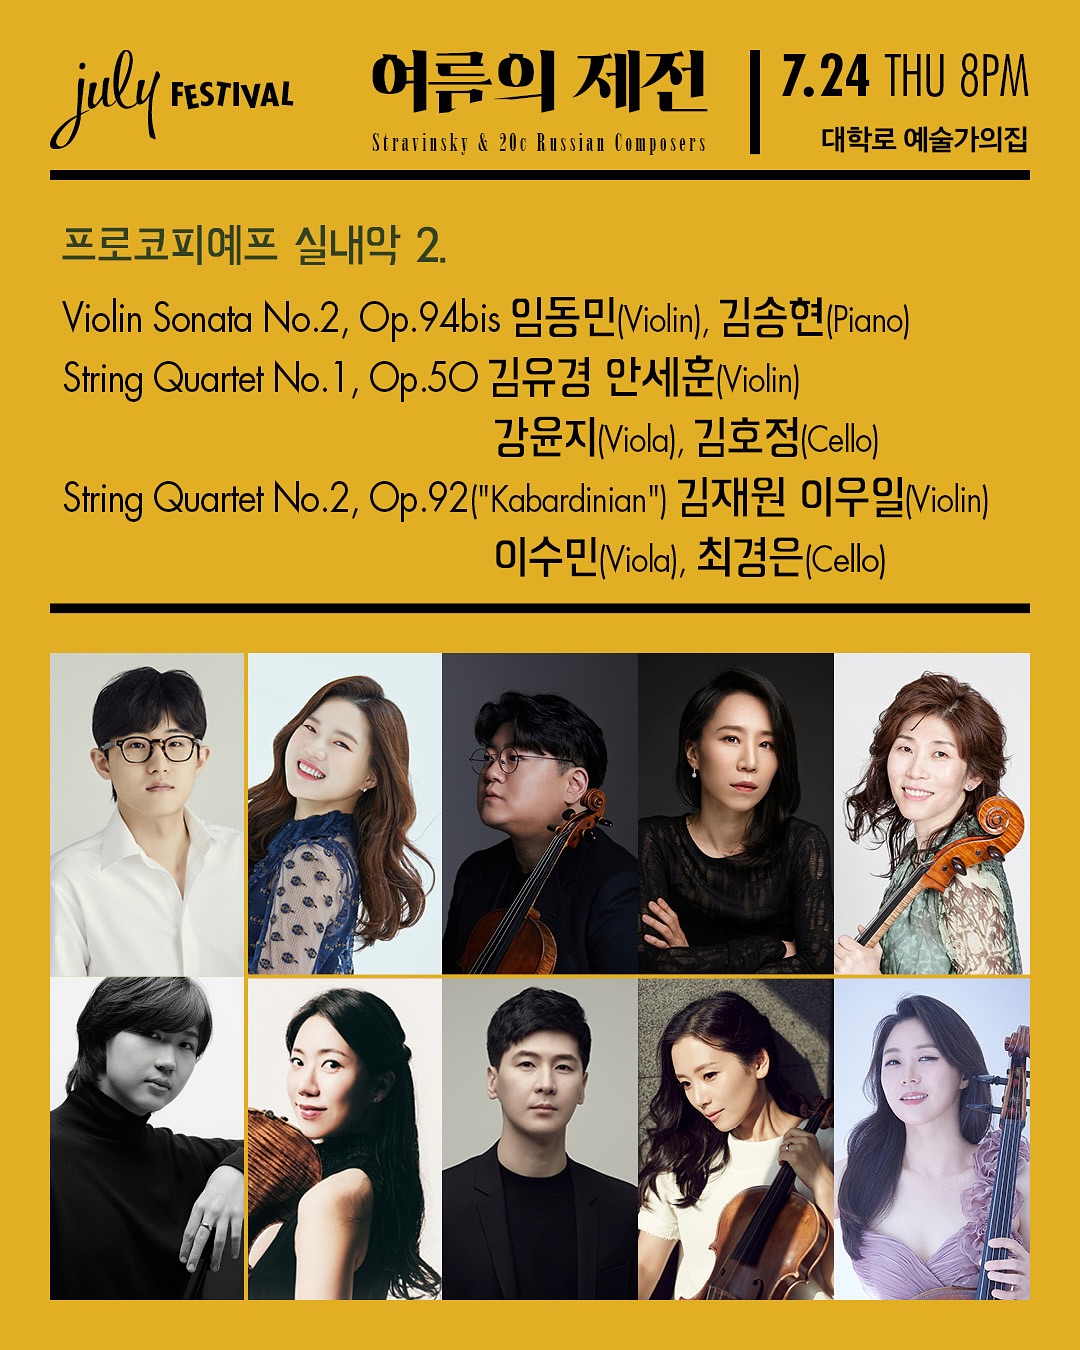 july FESTIVAL
여름의 제전
Stravinsky & 20c Russian Composers
7.24 THU 8PM
대학로 예술가의집
프로코피예프 실내악 2.
Violin Sonata No.2, Op.94bis 임동민(Violin), 김송현(Piano)
String Quartet No.1, Op.50 김유경 안세훈(Violin)
강윤지(Viola), 김호정(Cello)
String Quartet No.2, Op.92("Kabardinian") 김재원 이우일(Violin)
이수민(Viola), 최경은(Cello)